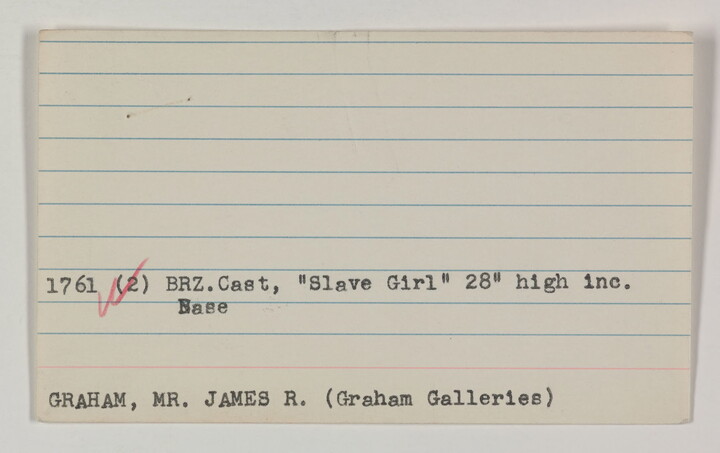 1761 (2) BRZ.Cast, "Slave Girl" 28" high inc.
Base
GRAHAM, MR. JAMES R. (Graham Galleries)